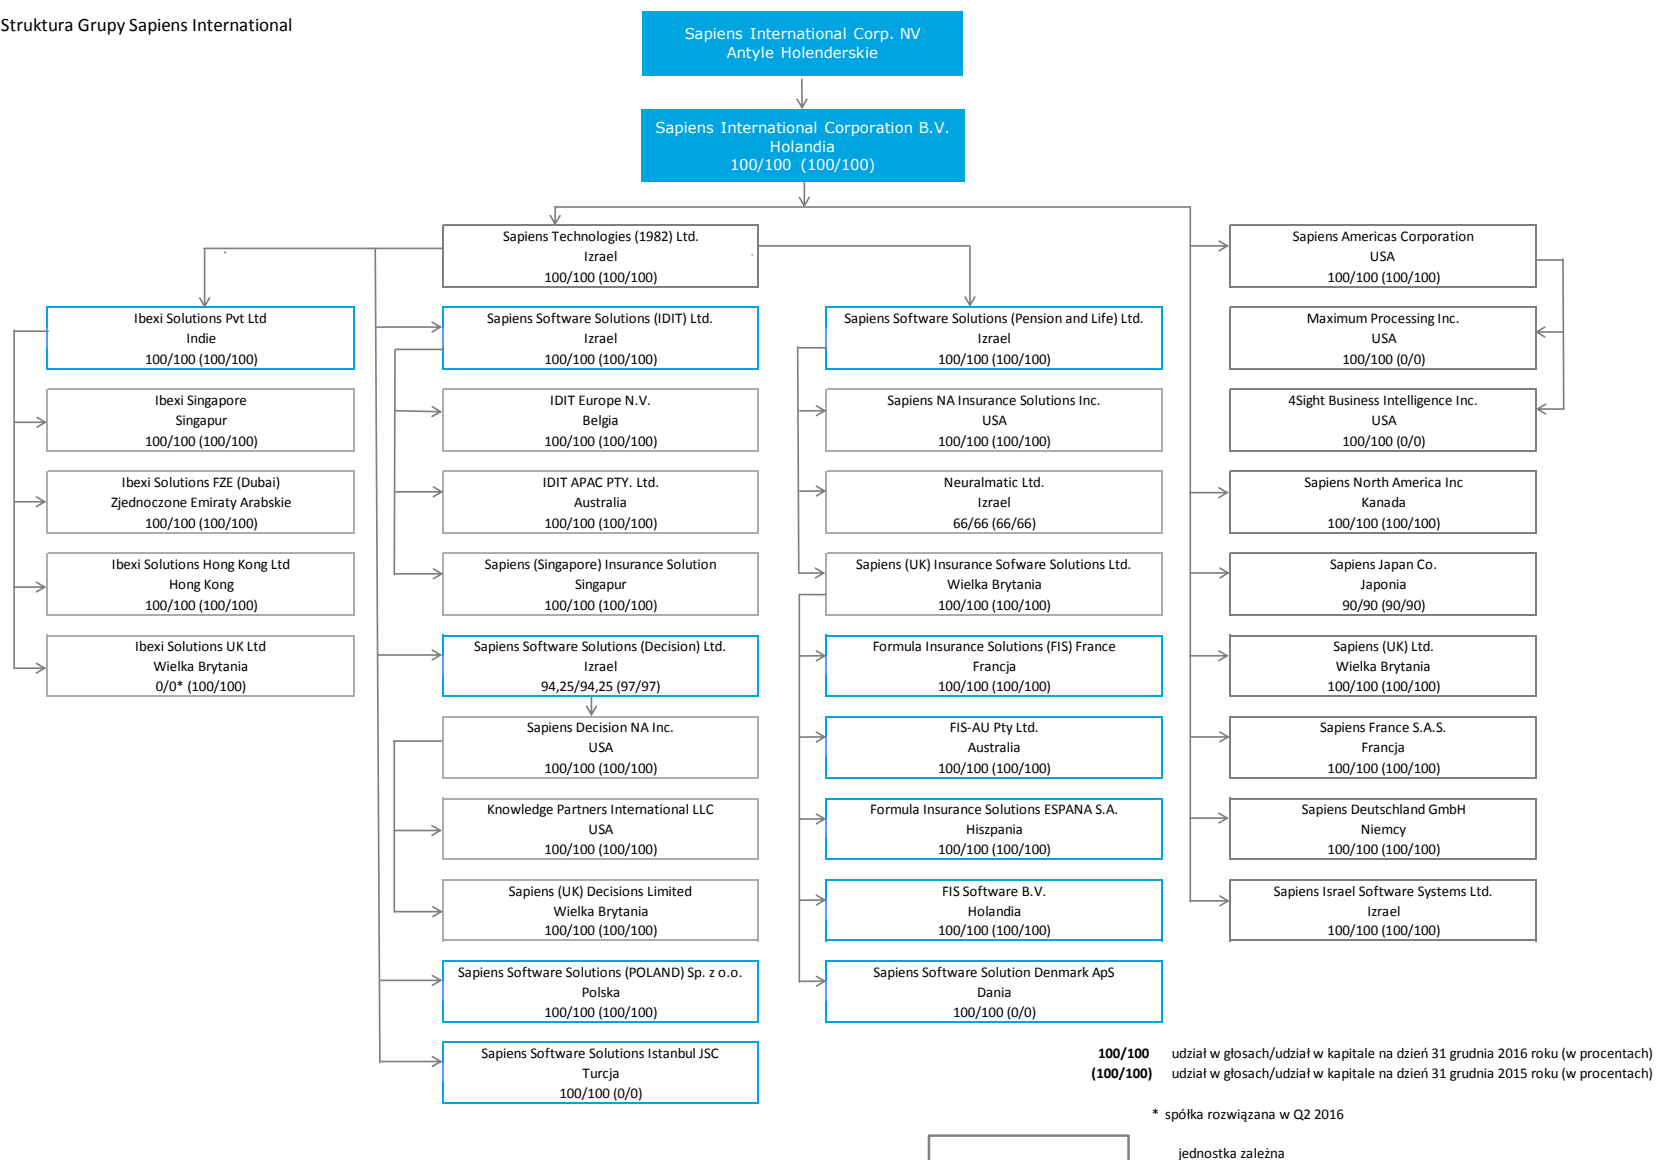 Struktura Grupy Sapiens International
Sapiens International Corp. NV
Antyle Holenderskie
Sapiens International Corporation B.V.
Holandia
100/100 (100/100)
Sapiens Technologies (1982) Ltd.
Izrael
100/100 (100/100)
Sapiens Americas Corporation
USA
100/100 (100/100)
Ibexi Solutions Pvt Ltd
Indie
100/100 (100/100)
Sapiens Software Solutions (IDIT) Ltd.
Izrael
100/100 (100/100)
Sapiens Software Solutions (Pension and Life) Ltd.
Izrael
100/100 (100/100)
Maximum Processing Inc.
USA
100/100 (0/0)
Ibexi Singapore
Singapur
100/100 (100/100)
IDIT Europe N.V.
Belgia
100/100 (100/100)
Sapiens NA Insurance Solutions Inc.
USA
100/100 (100/100)
4Sight Business Intelligence Inc.
USA
100/100 (0/0)
Ibexi Solutions FZE (Dubai)
Zjednoczone Emiraty Arabskie
100/100 (100/100)
IDIT APAC PTY. Ltd.
Australia
100/100 (100/100)
Neuralmatic Ltd.
Izrael
66/66 (66/66)
Sapiens North America Inc
Kanada
100/100 (100/100)
Ibexi Solutions Hong Kong Ltd
Hong Kong
100/100 (100/100)
Sapiens (Singapore) Insurance Solution
Singapur
100/100 (100/100)
Sapiens (UK) Insurance Sofware Solutions Ltd.
Wielka Brytania
100/100 (100/100)
Sapiens Japan Co.
Japonia
90/90 (90/90)
Ibexi Solutions UK Ltd
Wielka Brytania
0/0* (100/100)
Sapiens Software Solutions (Decision) Ltd.
Izrael
94,25/94,25 (97/97)
Formula Insurance Solutions (FIS) France
Francja
100/100 (100/100)
Sapiens (UK) Ltd.
Wielka Brytania
100/100 (100/100)
Sapiens Decision NA Inc.
USA
100/100 (100/100)
FIS-AU Pty Ltd.
Australia
100/100 (100/100)
Sapiens France S.A.S.
Francja
100/100 (100/100)
Knowledge Partners International LLC
USA
100/100 (100/100)
Formula Insurance Solutions ESPANA S.A.
Hiszpania
100/100 (100/100)
Sapiens Deutschland GmbH
Niemcy
100/100 (100/100)
Sapiens (UK) Decisions Limited
Wielka Brytania
100/100 (100/100)
FIS Software B.V.
Holandia
100/100 (100/100)
Sapiens Israel Software Systems Ltd.
Izrael
100/100 (100/100)
Sapiens Software Solutions (POLAND) Sp. z o.o.
Polska
100/100 (100/100)
Sapiens Software Solution Denmark ApS
Dania
100/100 (0/0)
Sapiens Software Solutions Istanbul JSC
Turcja
100/100 (0/0)
100/100 udział w głosach/udział w kapitale na dzień 31 grudnia 2016 roku (w procentach)
(100/100) udział w głosach/udział w kapitale na dzień 31 grudnia 2015 roku (w procentach)
* spółka rozwiązana w Q2 2016
jednostka zależna